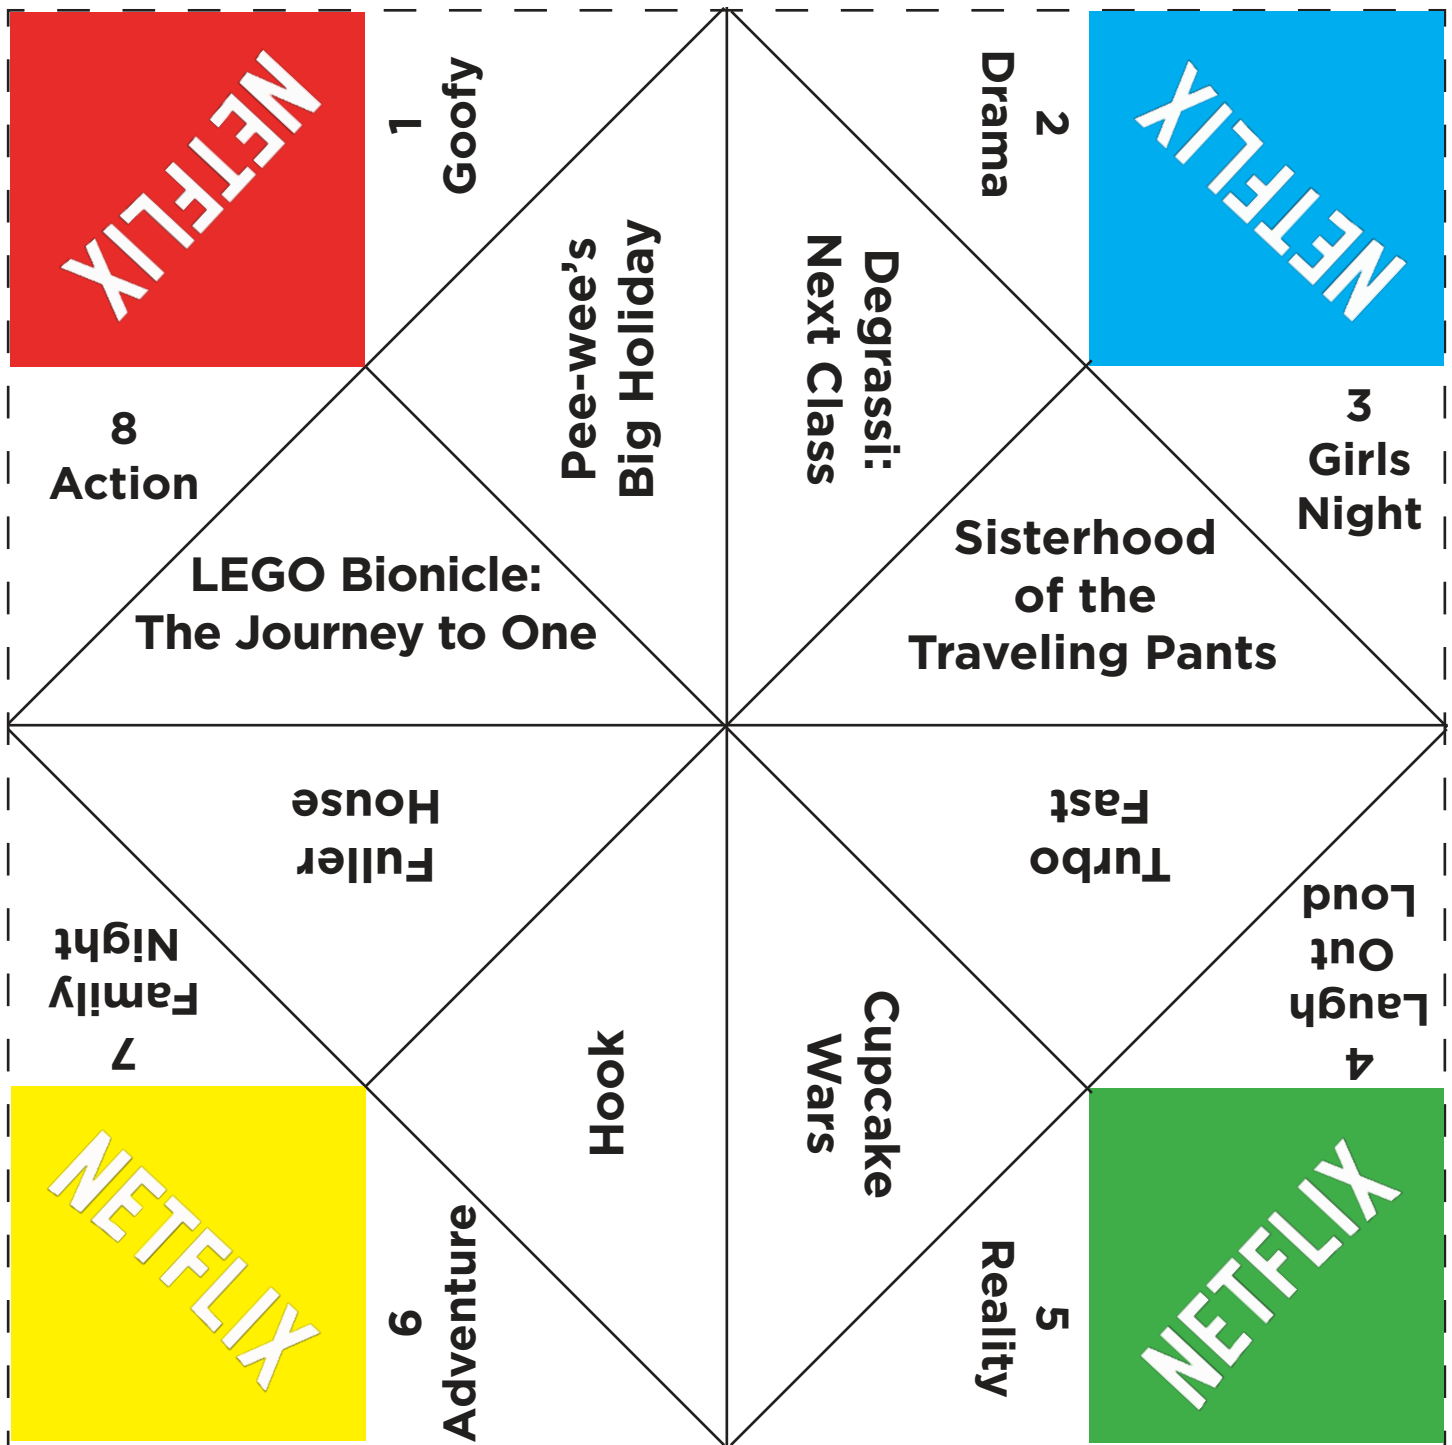 NETFLIX
1
Goofy
Pee-wee's
Big Holiday
2
Drama
Degrassi:
Next Class
NETFLIX
3
Girls
Night
Sisterhood
of the
Traveling Pants
8
Action
LEGO Bionicle:
The Journey to One
4
Laugh
Out
Loud
Turbo
Fast
NETFLIX
5
Reality
Cupcake
Wars
6
Adventure
Hook
NETFLIX
7
Family
Night
Fuller
House